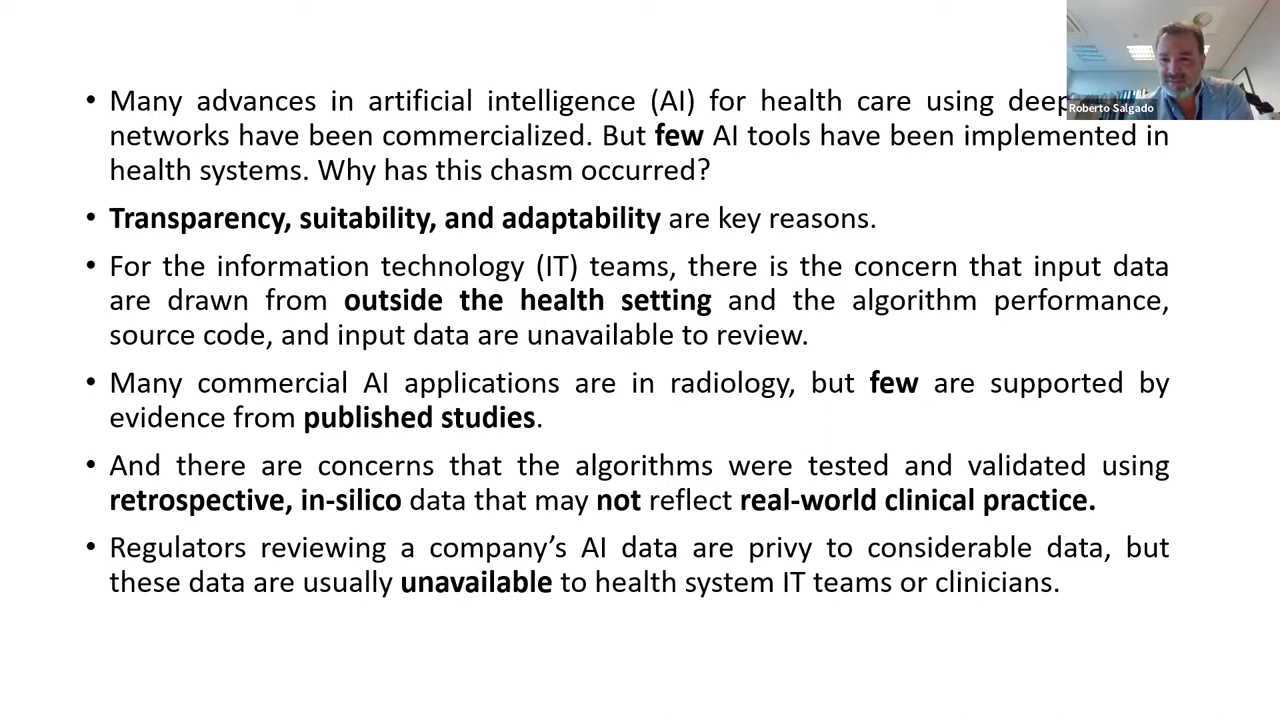 • Many advances in artificial intelligence (AI) for health care using deep
networks have been commercialized. But few AI tools have been implemented in
health systems. Why has this chasm occurred?
• Transparency, suitability, and adaptability are key reasons.
• For the information technology (IT) teams, there is the concern that input data
are drawn from outside the health setting and the algorithm performance,
source code, and input data are unavailable to review.
• Many commercial AI applications are in radiology, but few are supported by
evidence from published studies.
• And there are concerns that the algorithms were tested and validated using
retrospective, in-silico data that may not reflect real-world clinical practice.
• Regulators reviewing a company’s AI data are privy to considerable data, but
these data are usually unavailable to health system IT teams or clinicians.
Roberto Salgado